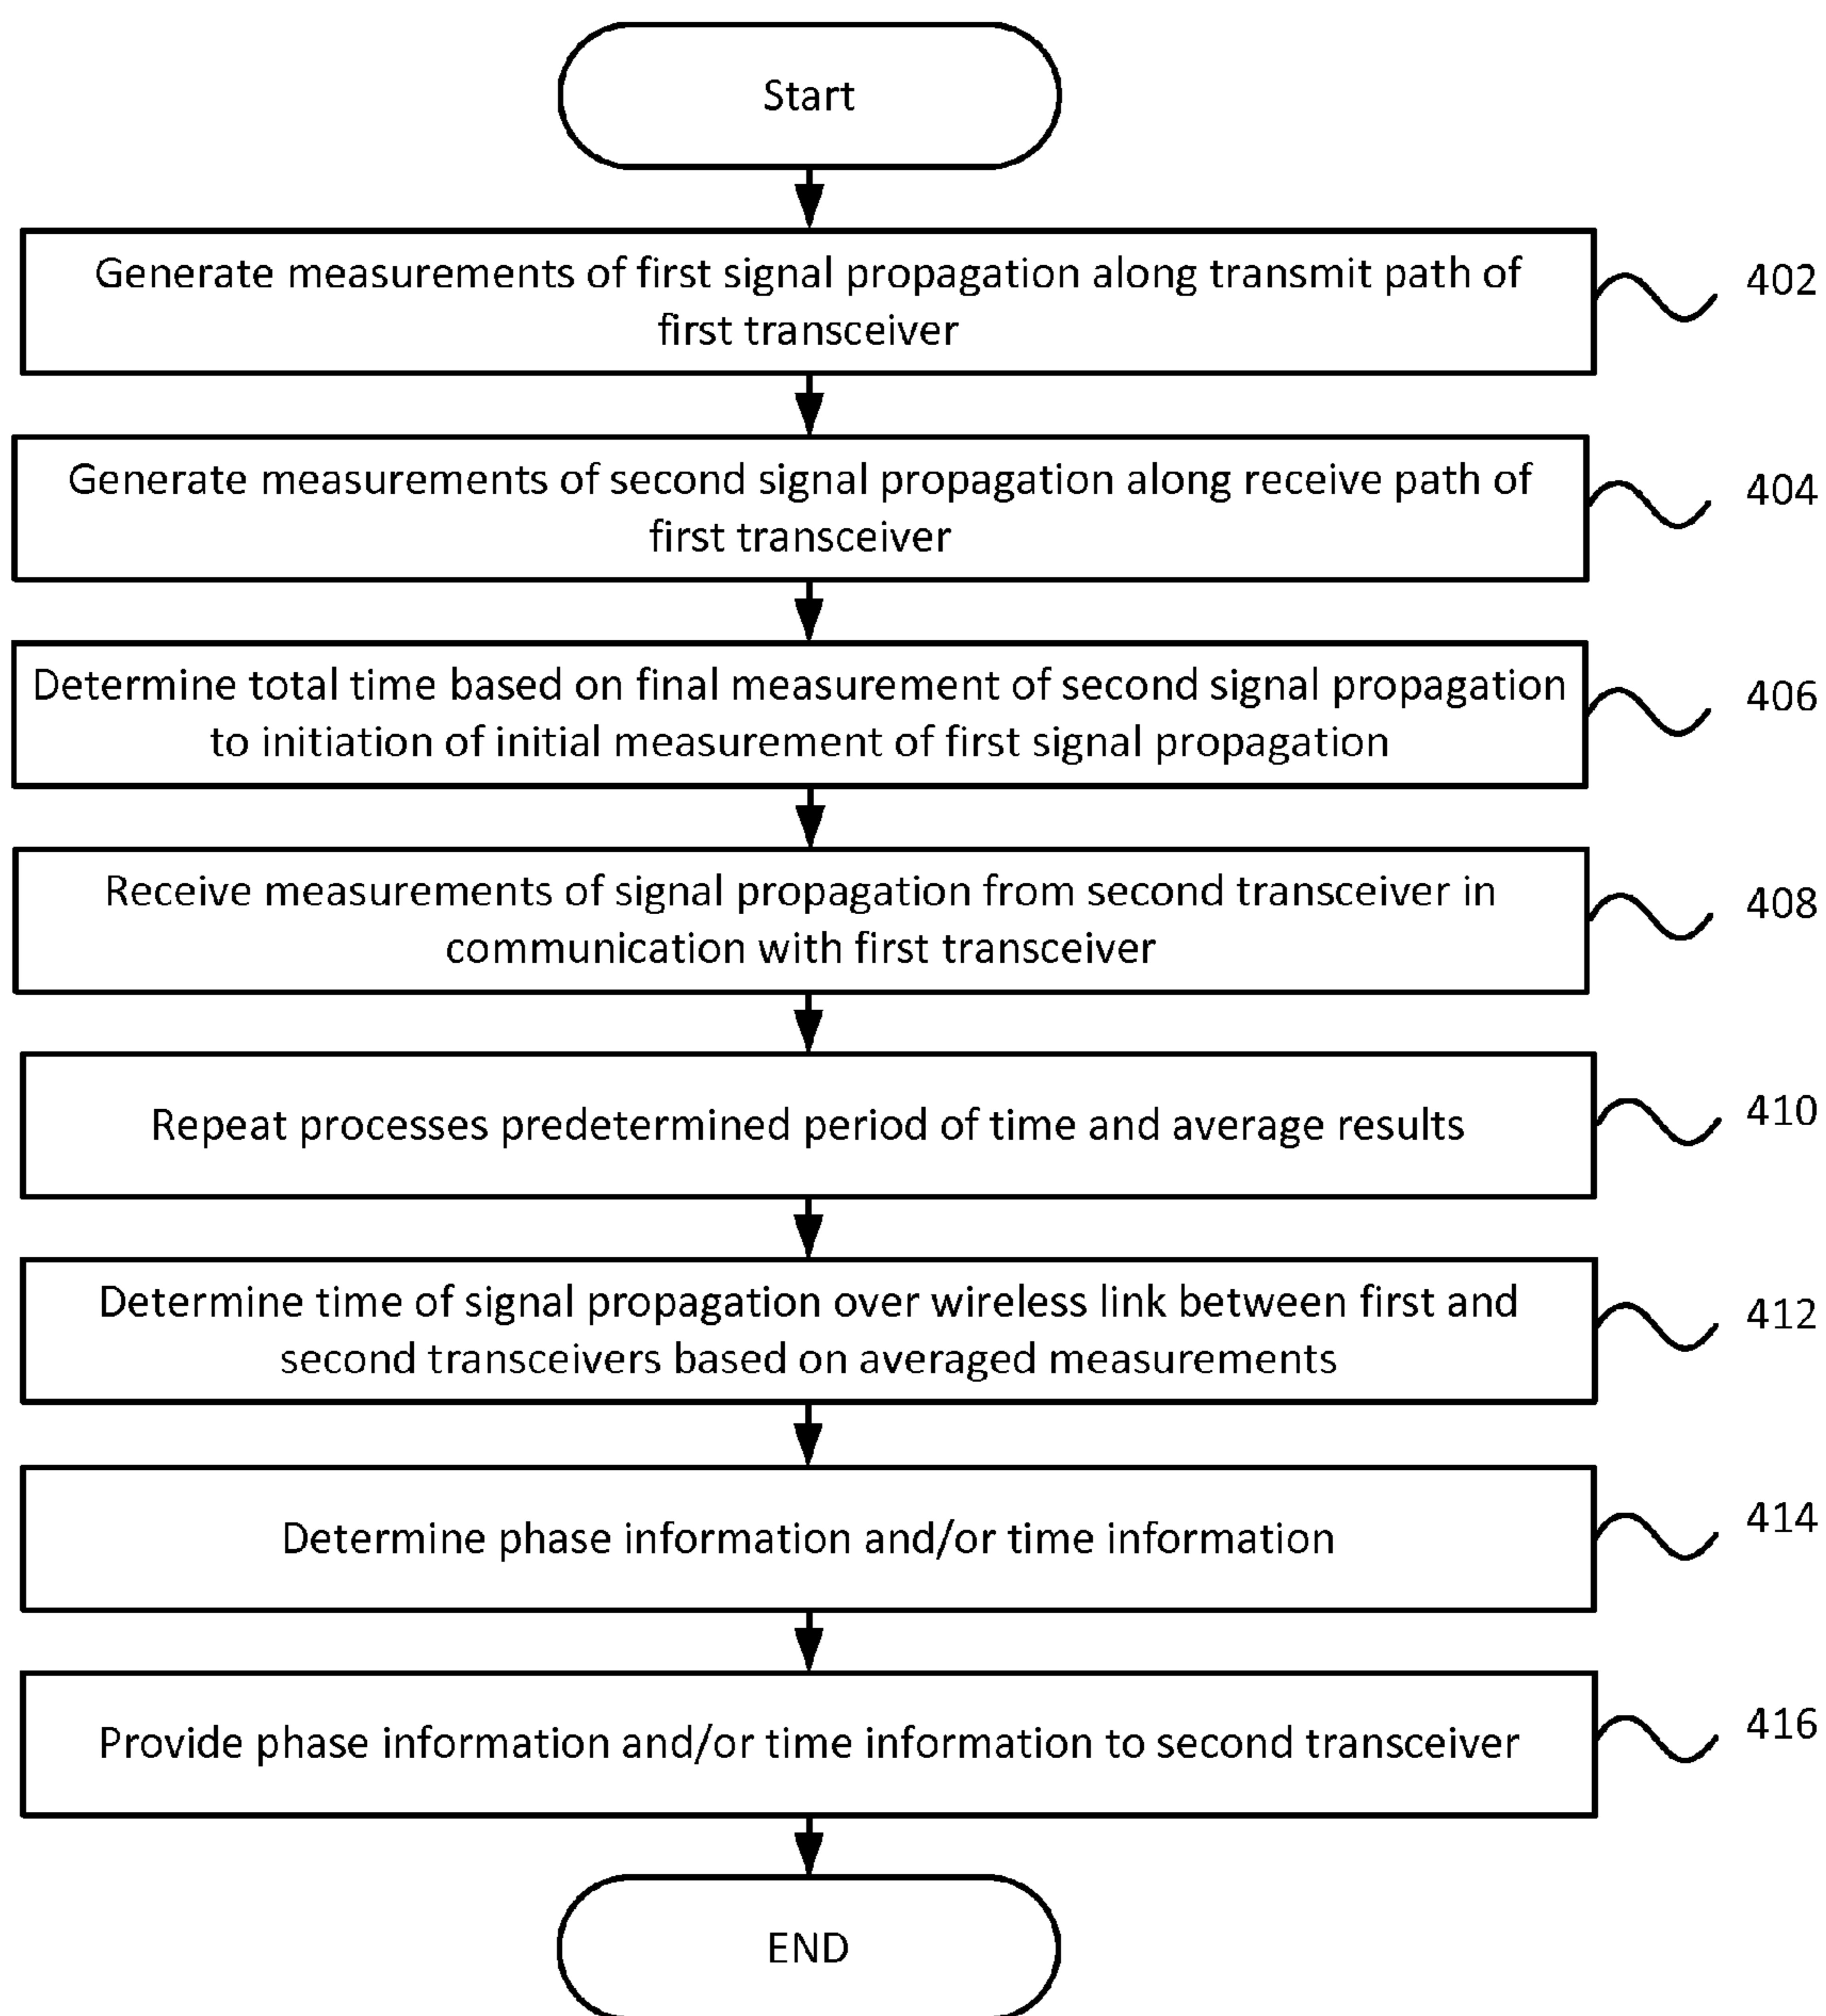 Start
Generate measurements of first signal propagation along transmit path of
first transceiver
402
Generate measurements of second signal propagation along receive path of
first transceiver
404
Determine total time based on final measurement of second signal propagation
to initiation of initial measurement of first signal propagation
406
Receive measurements of signal propagation from second transceiver in
communication with first transceiver
408
Repeat processes predetermined period of time and average results
410
Determine time of signal propagation over wireless link between first and
second transceivers based on averaged measurements
412
Determine phase information and/or time information
414
Provide phase information and/or time information to second transceiver
416
END